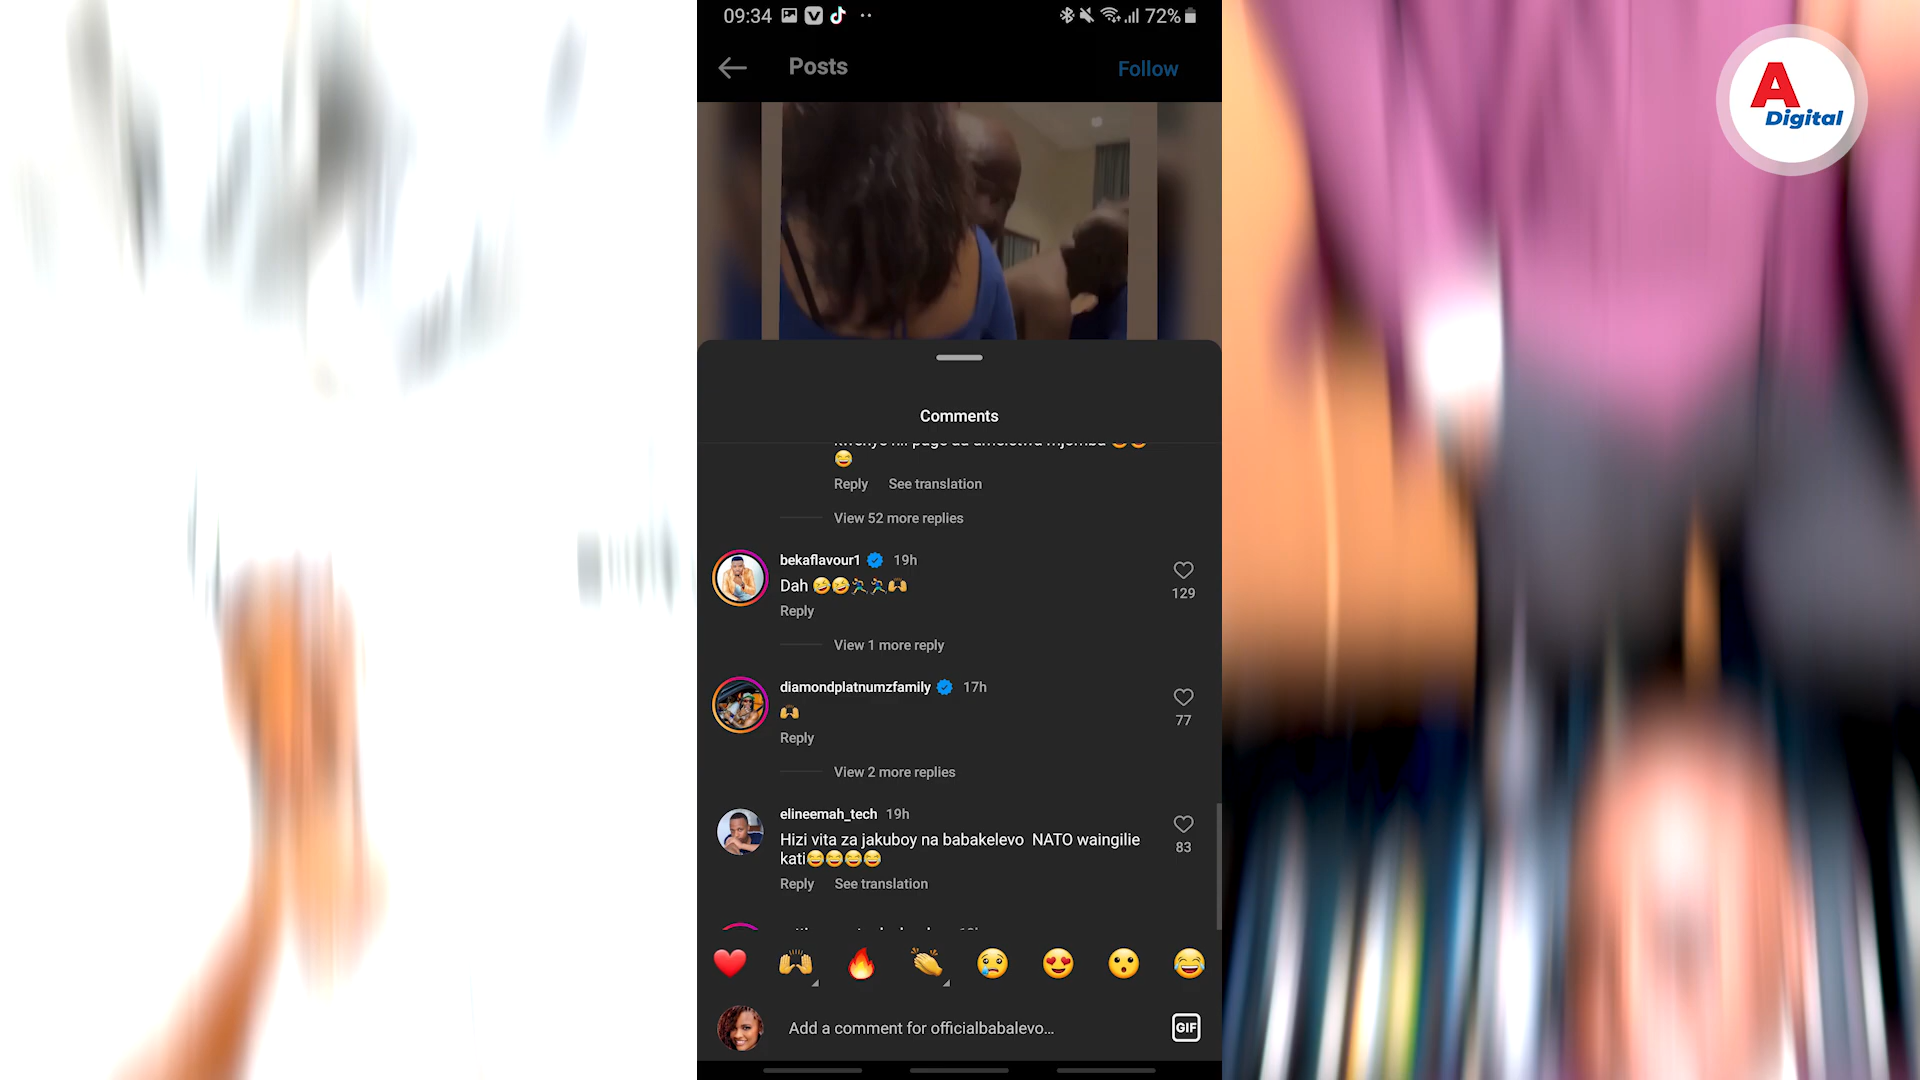 09:34
72%
Posts
Follow
A
Digital
Comments
Reply See translation
View 52 more replies
bekaflavour1 19h
Dah 🤣🤣🏃🏃🙌
129
Reply
View 1 more reply
diamondplatnumzfamily 17h
🙌
77
Reply
View 2 more replies
elineemah_tech 19h
Hizi vita za jakuboy na babakelevo NATO waingilie
kati😂😂😂😂
83
Reply See translation
Add a comment for officialbabalevo...
GIF